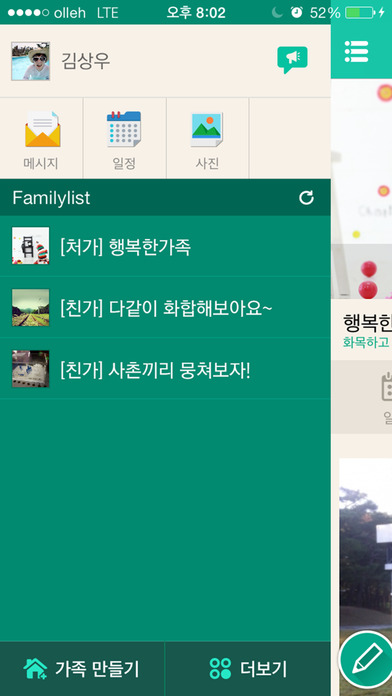 olleh LTE 오후 8:02 52%
김상우
메시지 일정 사진
Familylist
[처가] 행복한가족
[친가] 다같이 화합해보아요~
[친가] 사촌끼리 뭉쳐보자!
행복한
화목하고
일
가족 만들기 더보기